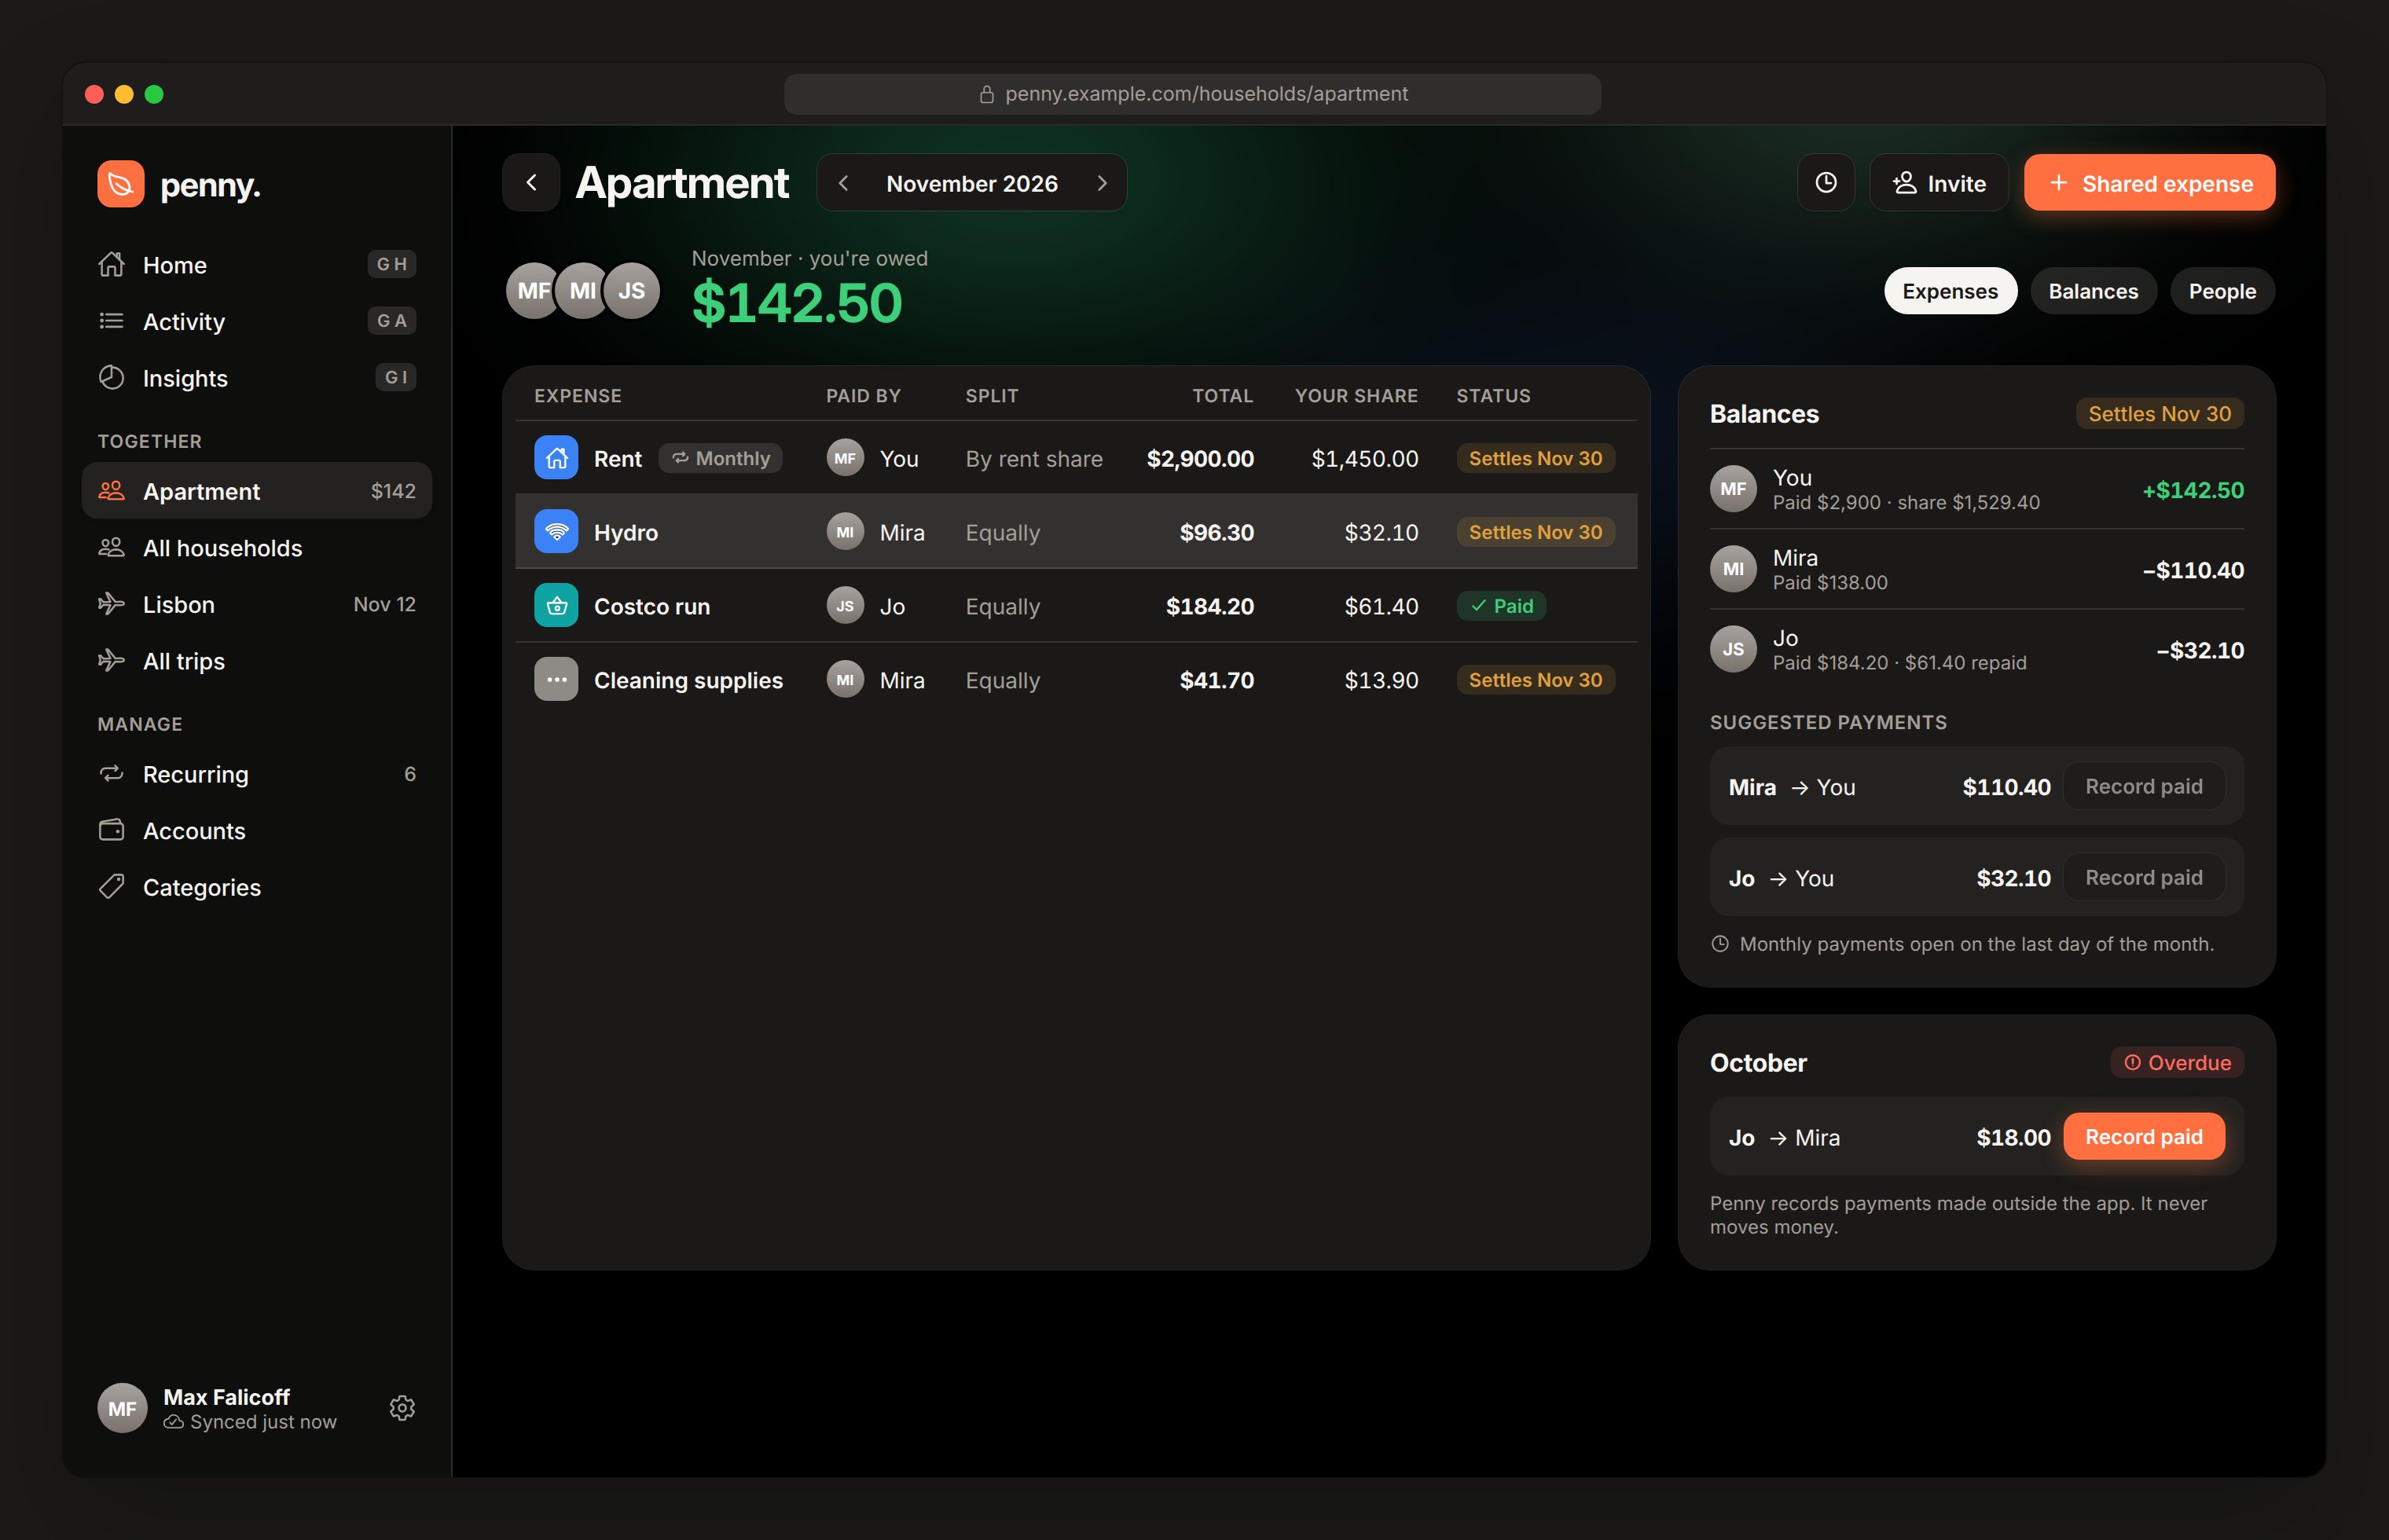 penny.example.com/households/apartment
penny.
Home G H
Activity G A
Insights G I
TOGETHER
Apartment $142
All households
Lisbon Nov 12
All trips
MANAGE
Recurring 6
Accounts
Categories
MF Max Falicoff
Synced just now
Apartment November 2026 Invite + Shared expense
MF MI JS
November · you're owed
$142.50
Expenses Balances People
EXPENSE PAID BY SPLIT TOTAL YOUR SHARE STATUS
Rent Monthly MF You By rent share $2,900.00 $1,450.00 Settles Nov 30
Hydro MI Mira Equally $96.30 $32.10 Settles Nov 30
Costco run JS Jo Equally $184.20 $61.40 Paid
Cleaning supplies MI Mira Equally $41.70 $13.90 Settles Nov 30
Balances Settles Nov 30
MF You +$142.50
Paid $2,900 · share $1,529.40
MI Mira –$110.40
Paid $138.00
JS Jo –$32.10
Paid $184.20 · $61.40 repaid
SUGGESTED PAYMENTS
Mira → You $110.40 Record paid
Jo → You $32.10 Record paid
Monthly payments open on the last day of the month.
October Overdue
Jo → Mira $18.00 Record paid
Penny records payments made outside the app. It never
moves money.